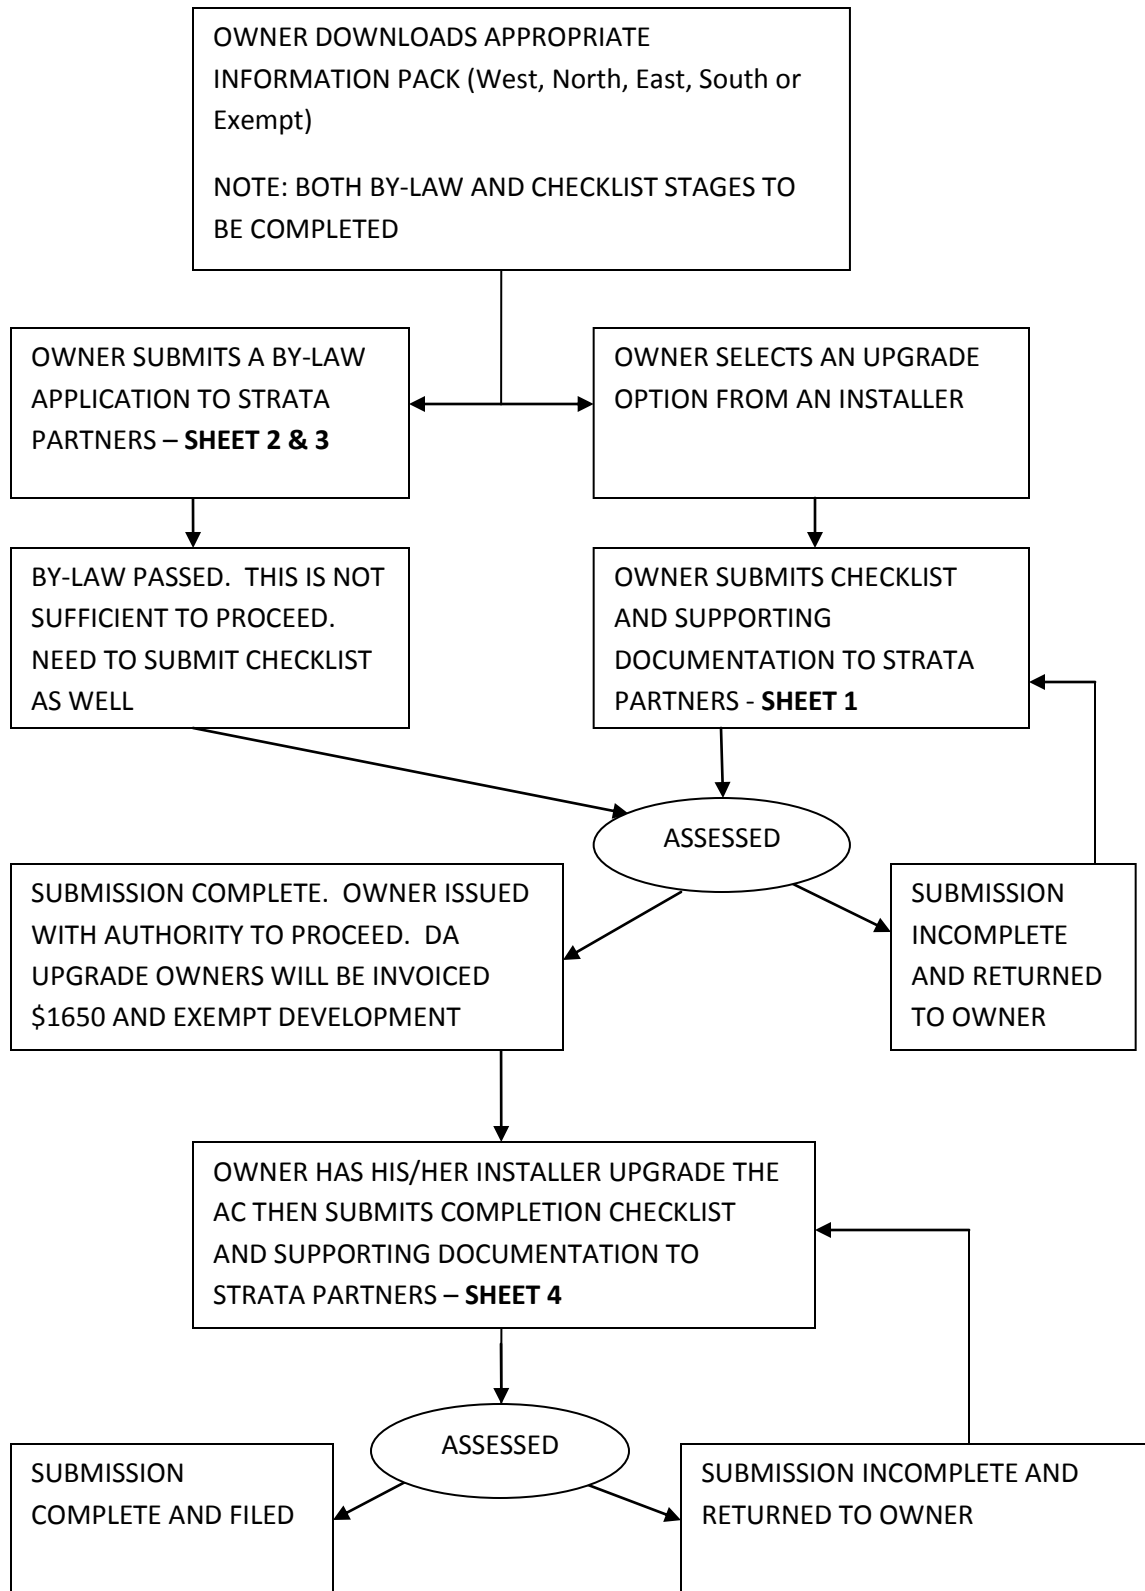 OWNER DOWNLOADS APPROPRIATE
INFORMATION PACK (West, North, East, South or
Exempt)
NOTE: BOTH BY-LAW AND CHECKLIST STAGES TO
BE COMPLETED
OWNER SUBMITS A BY-LAW
APPLICATION TO STRATA
PARTNERS – SHEET 2 & 3
OWNER SELECTS AN UPGRADE
OPTION FROM AN INSTALLER
BY-LAW PASSED.  THIS IS NOT
SUFFICIENT TO PROCEED.
NEED TO SUBMIT CHECKLIST
AS WELL
OWNER SUBMITS CHECKLIST
AND SUPPORTING
DOCUMENTATION TO STRATA
PARTNERS - SHEET 1
ASSESSED
SUBMISSION COMPLETE.  OWNER ISSUED
WITH AUTHORITY TO PROCEED.  DA
UPGRADE OWNERS WILL BE INVOICED
$1650 AND EXEMPT DEVELOPMENT
SUBMISSION
INCOMPLETE
AND RETURNED
TO OWNER
OWNER HAS HIS/HER INSTALLER UPGRADE THE
AC THEN SUBMITS COMPLETION CHECKLIST
AND SUPPORTING DOCUMENTATION TO
STRATA PARTNERS – SHEET 4
ASSESSED
SUBMISSION
COMPLETE AND FILED
SUBMISSION INCOMPLETE AND
RETURNED TO OWNER